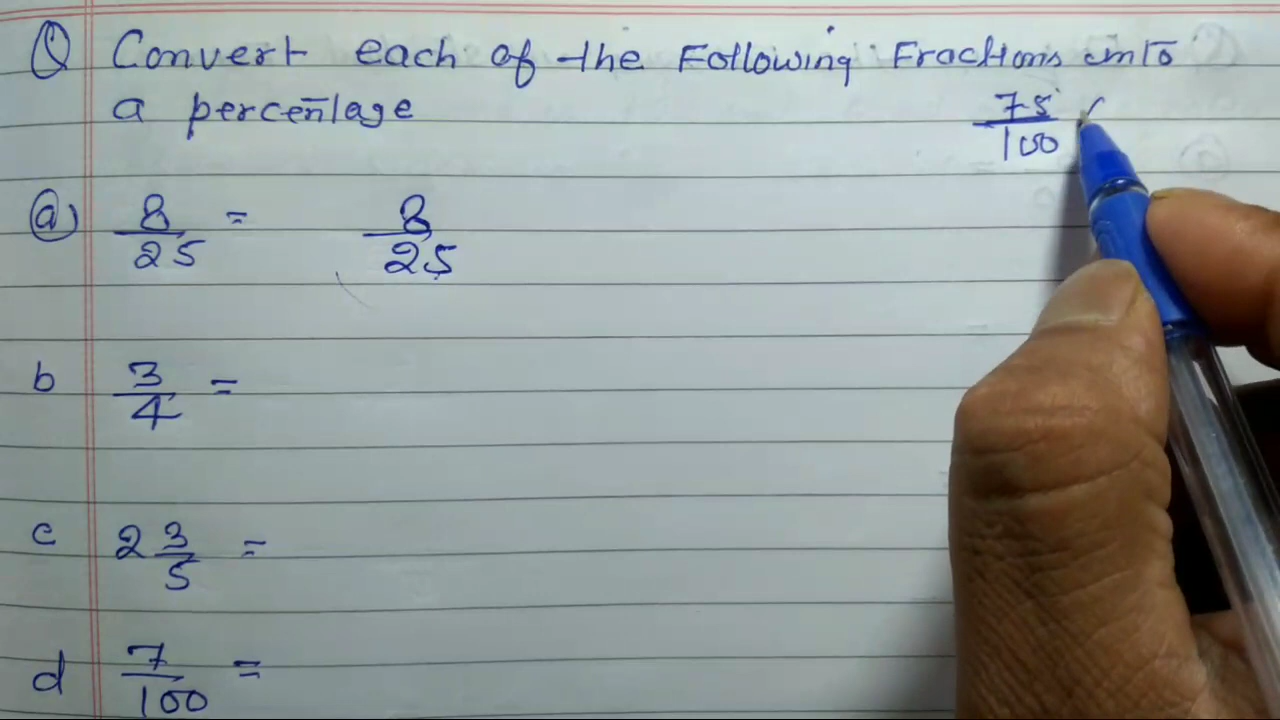 Q Convert each of the Following Fractions into
a percentage
75
100
a) 8/25 = 8/25
b 3/4 =
c 2 3/5 =
d 7/100 =